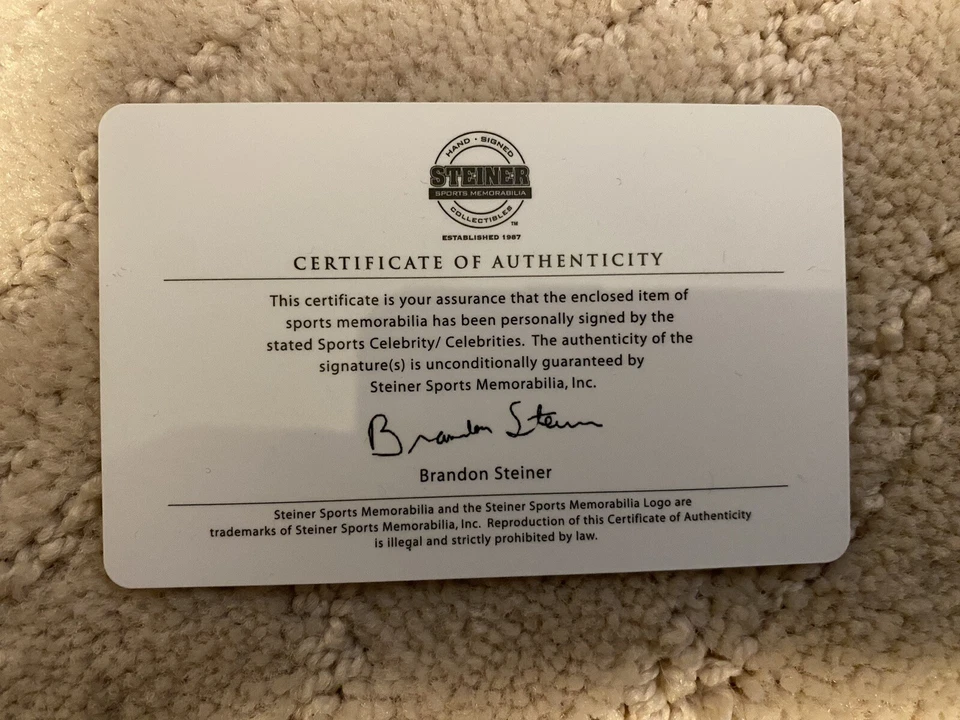 HAND • SIGNED
STEINER
SPORTS MEMORABILIA
COLLECTIBLES
TM
ESTABLISHED 1987
CERTIFICATE OF AUTHENTICITY
This certificate is your assurance that the enclosed item of
sports memorabilia has been personally signed by the
stated Sports Celebrity/ Celebrities. The authenticity of the
signature(s) is unconditionally guaranteed by
Steiner Sports Memorabilia, Inc.
Brandon Steiner
Brandon Steiner
Steiner Sports Memorabilia and the Steiner Sports Memorabilia Logo are
trademarks of Steiner Sports Memorabilia, Inc. Reproduction of this Certificate of Authenticity
is illegal and strictly prohibited by law.